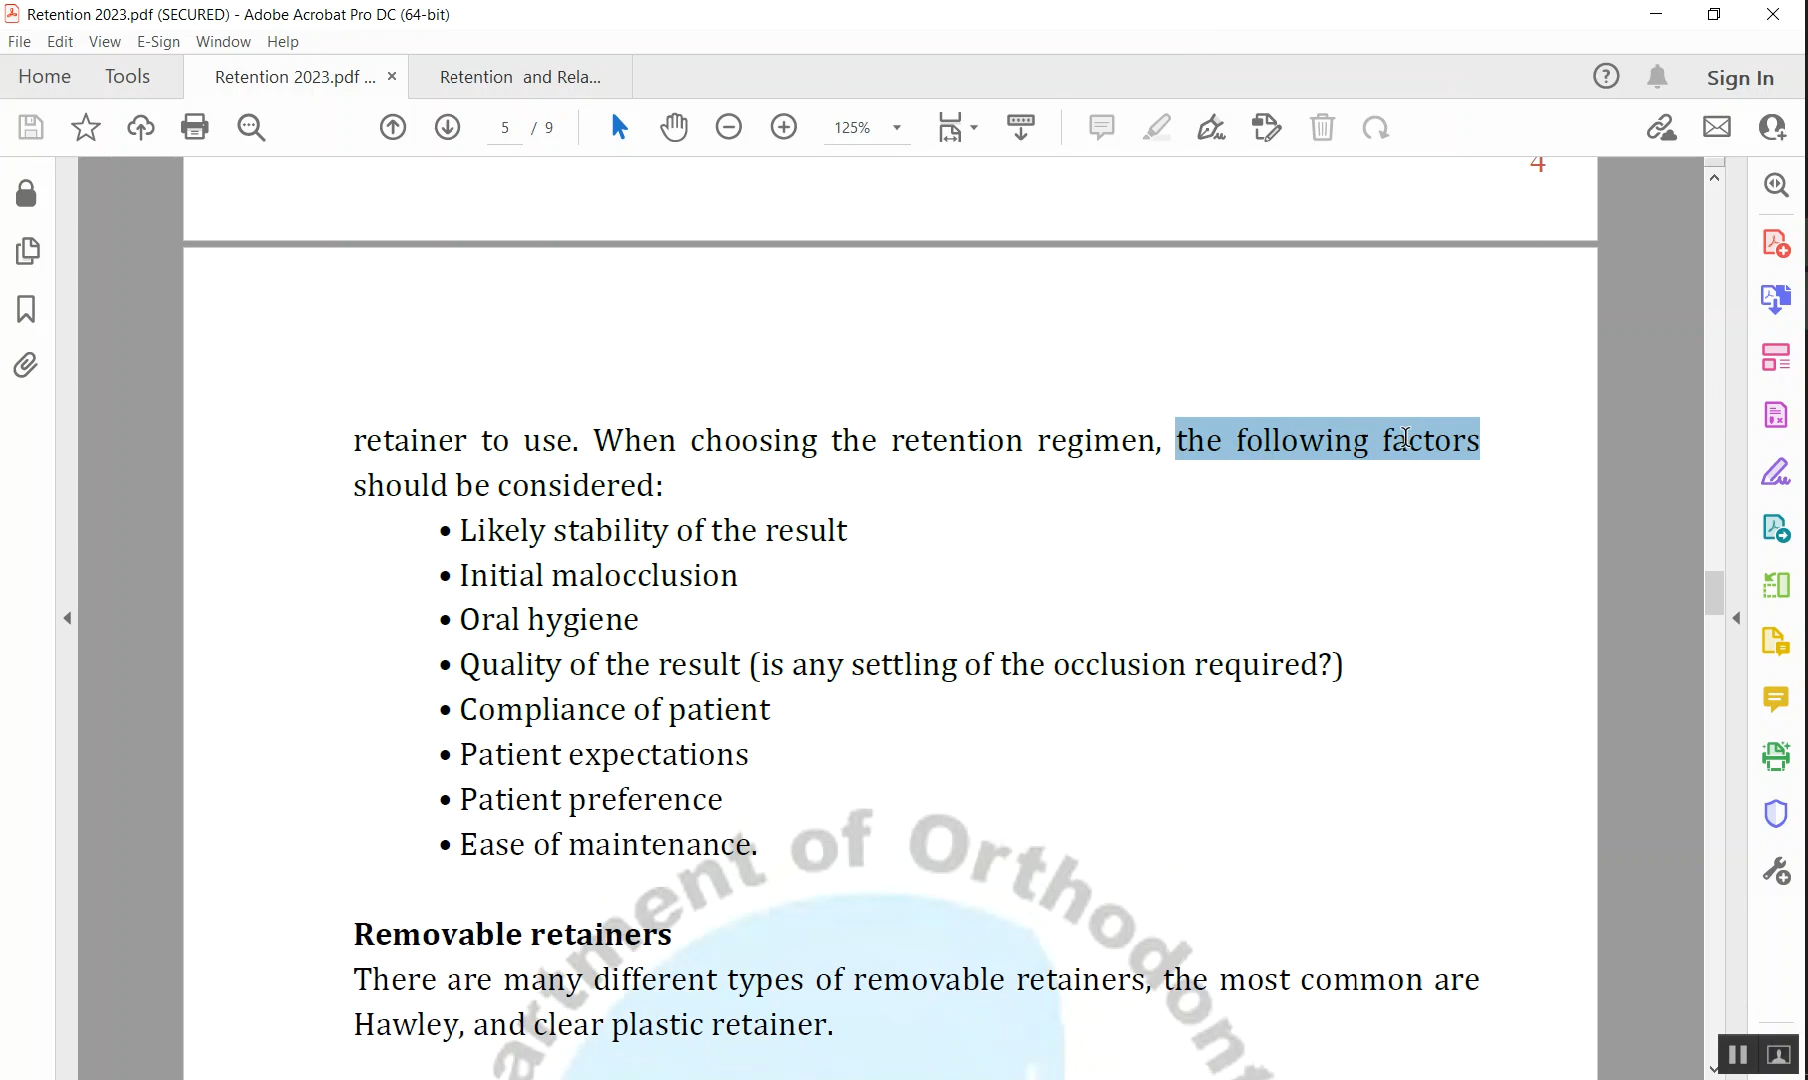 Retention 2023.pdf (SECURED) - Adobe Acrobat Pro DC (64-bit)
File Edit View E-Sign Window Help
Home Tools Retention 2023.pdf ... × Retention and Rela... Sign In
5 / 9 125%
4
retainer to use. When choosing the retention regimen, the following factors
should be considered:
• Likely stability of the result
• Initial malocclusion
• Oral hygiene
• Quality of the result (is any settling of the occlusion required?)
• Compliance of patient
• Patient expectations
• Patient preference
• Ease of maintenance.
Removable retainers
There are many different types of removable retainers, the most common are
Hawley, and clear plastic retainer.
artment of Orthodont